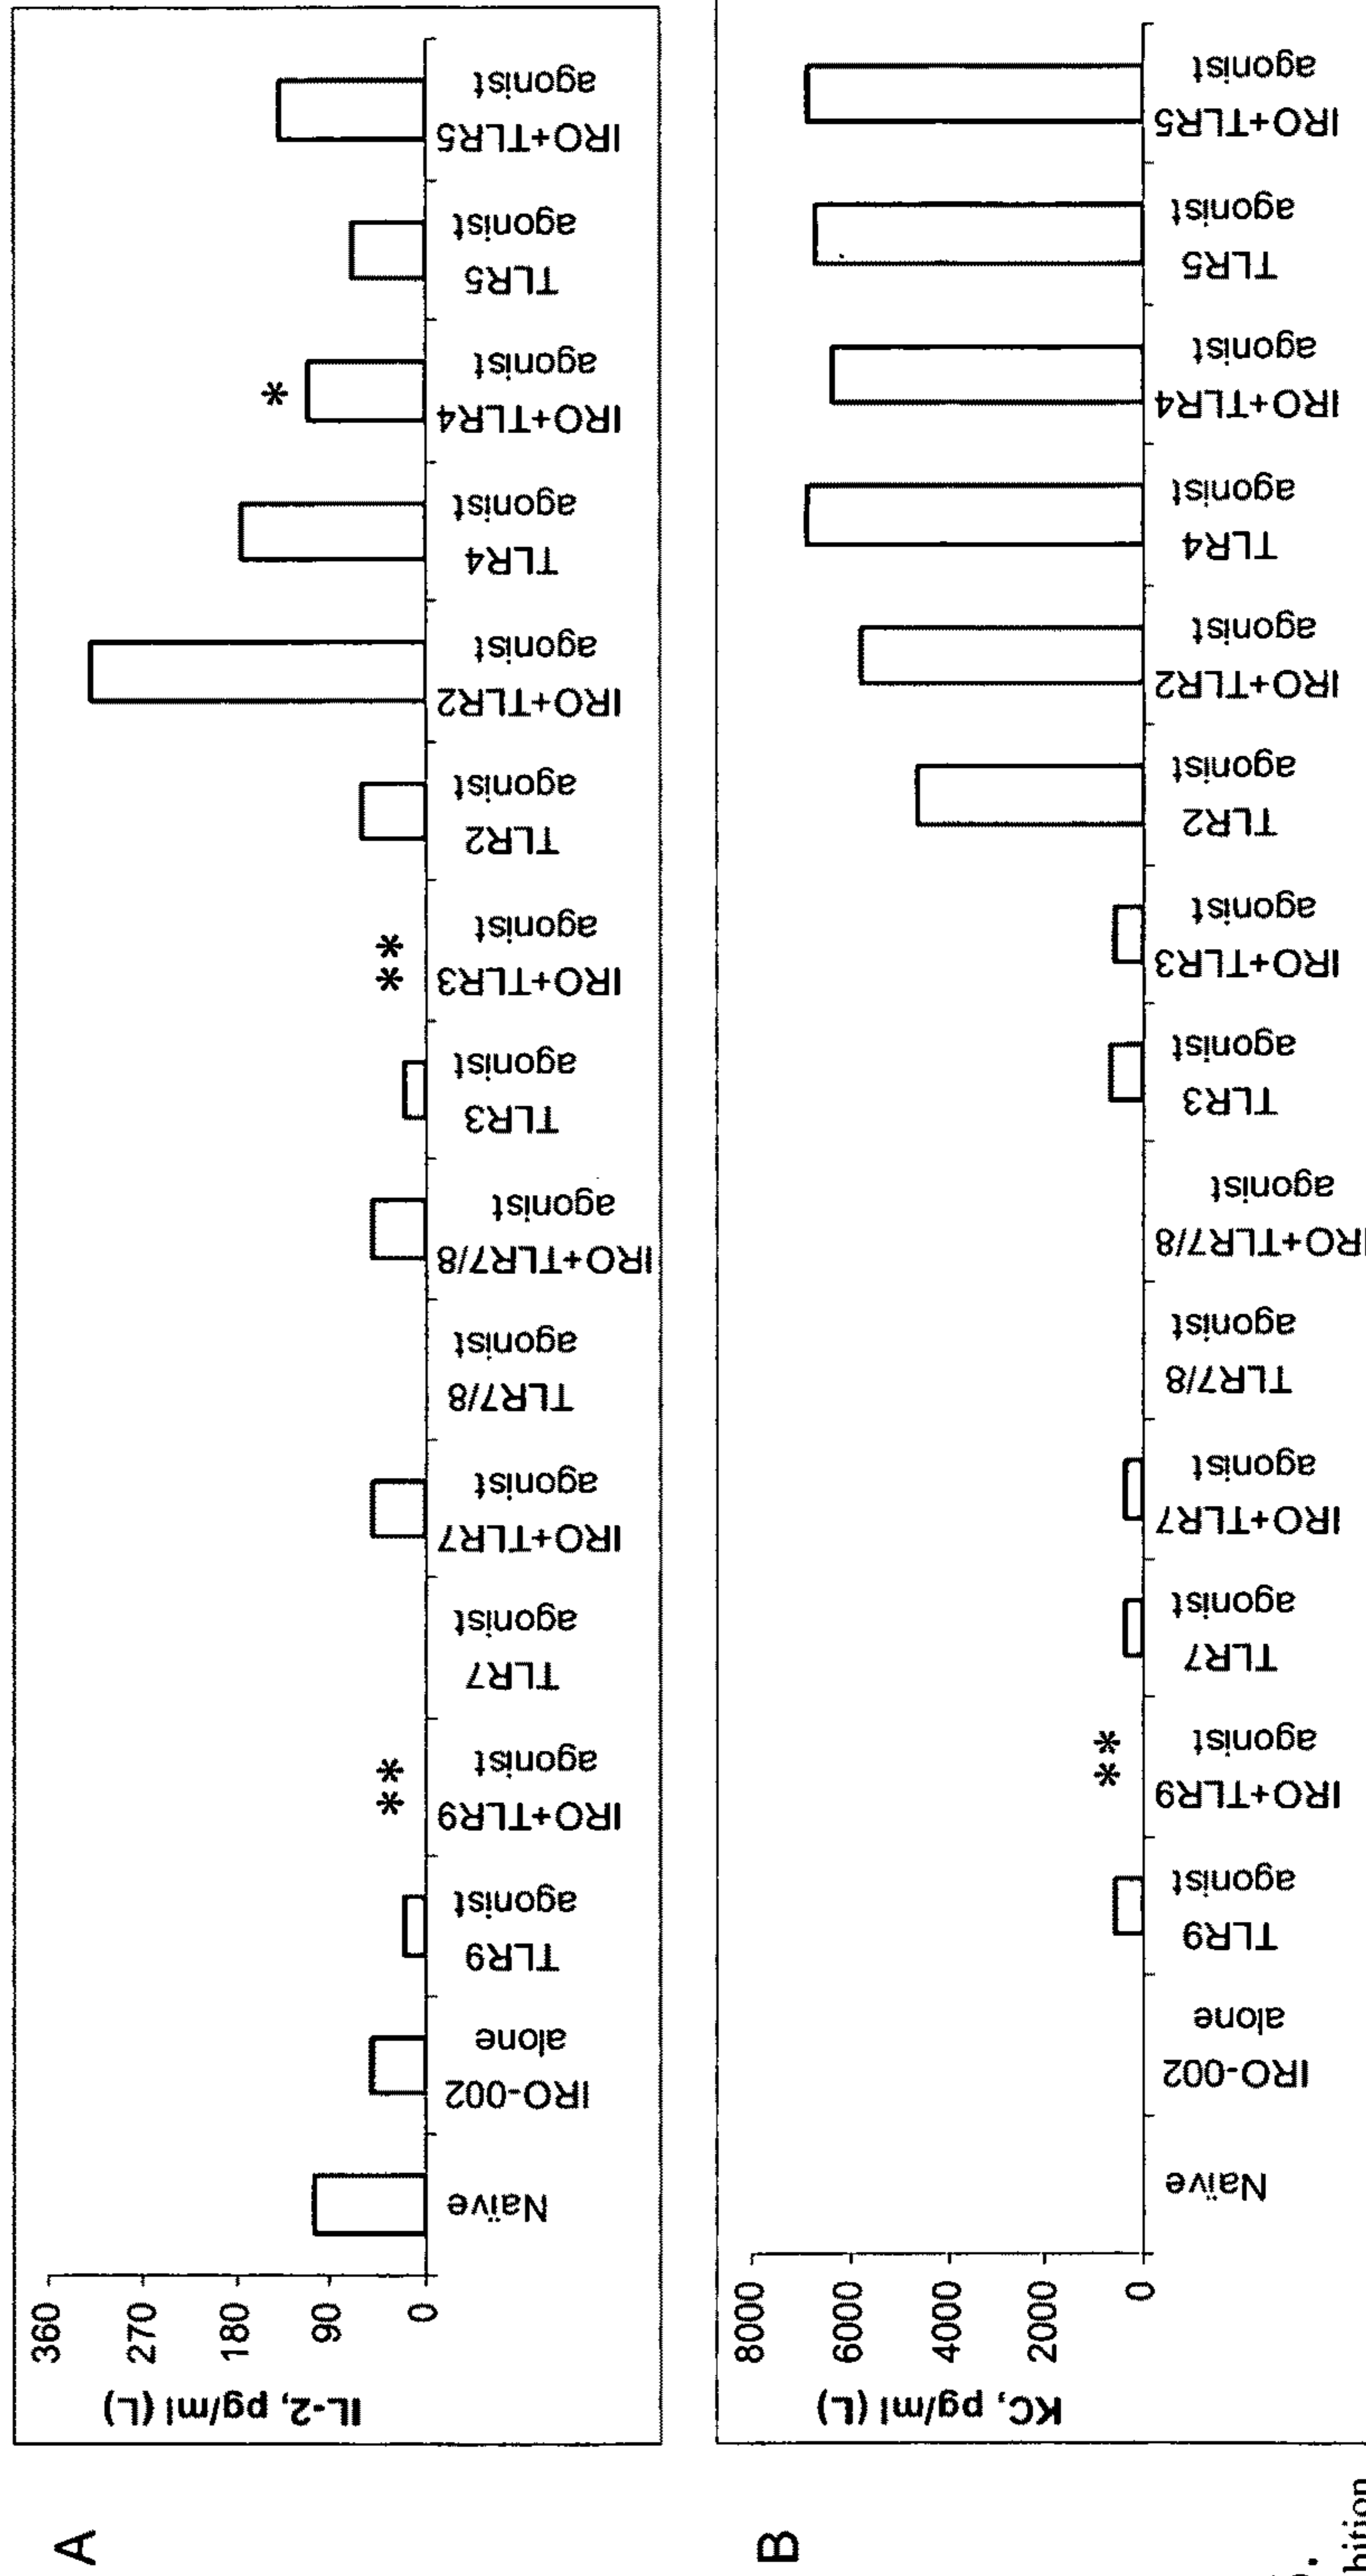 A
IL-2, pg/ml (L)
360
270
180
90
0
**
**
*
Naïve
IRO-002
alone
TLR9
agonist
IRO+TLR9
agonist
TLR7
agonist
IRO+TLR7
agonist
TLR7/8
agonist
IRO+TLR7/8
agonist
TLR3
agonist
IRO+TLR3
agonist
TLR2
agonist
IRO+TLR2
agonist
TLR4
agonist
IRO+TLR4
agonist
TLR5
agonist
IRO+TLR5
agonist
B
KC, pg/ml (L)
8000
6000
4000
2000
0
**
Naïve
IRO-002
alone
TLR9
agonist
IRO+TLR9
agonist
TLR7
agonist
IRO+TLR7
agonist
TLR7/8
agonist
IRO+TLR7/8
agonist
TLR3
agonist
IRO+TLR3
agonist
TLR2
agonist
IRO+TLR2
agonist
TLR4
agonist
IRO+TLR4
agonist
TLR5
agonist
IRO+TLR5
agonist